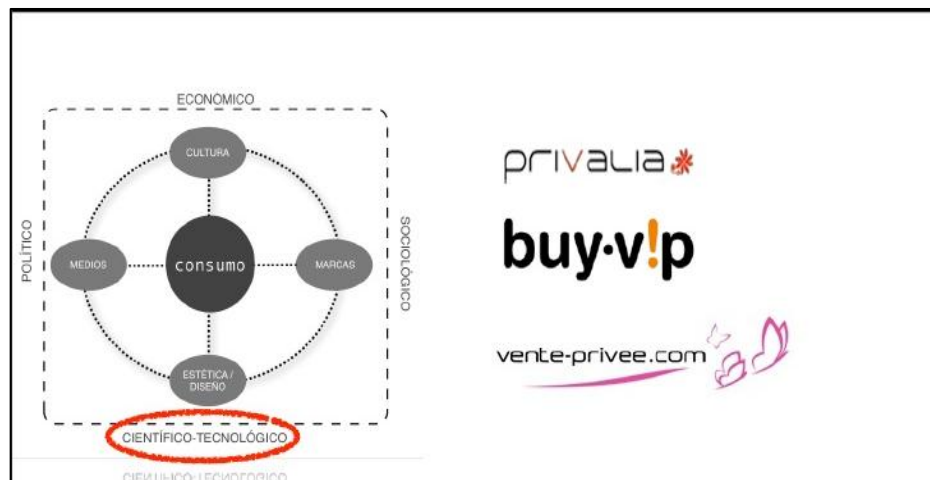 ECONÓMICO
CULTURA
POLÍTICO
MEDIOS
consumo
MARCAS
SOCIOLÓGICO
ESTÉTICA /
DISEÑO
CIENTÍFICO-TECNOLÓGICO
privalia
buy·v!p
vente-privee.com